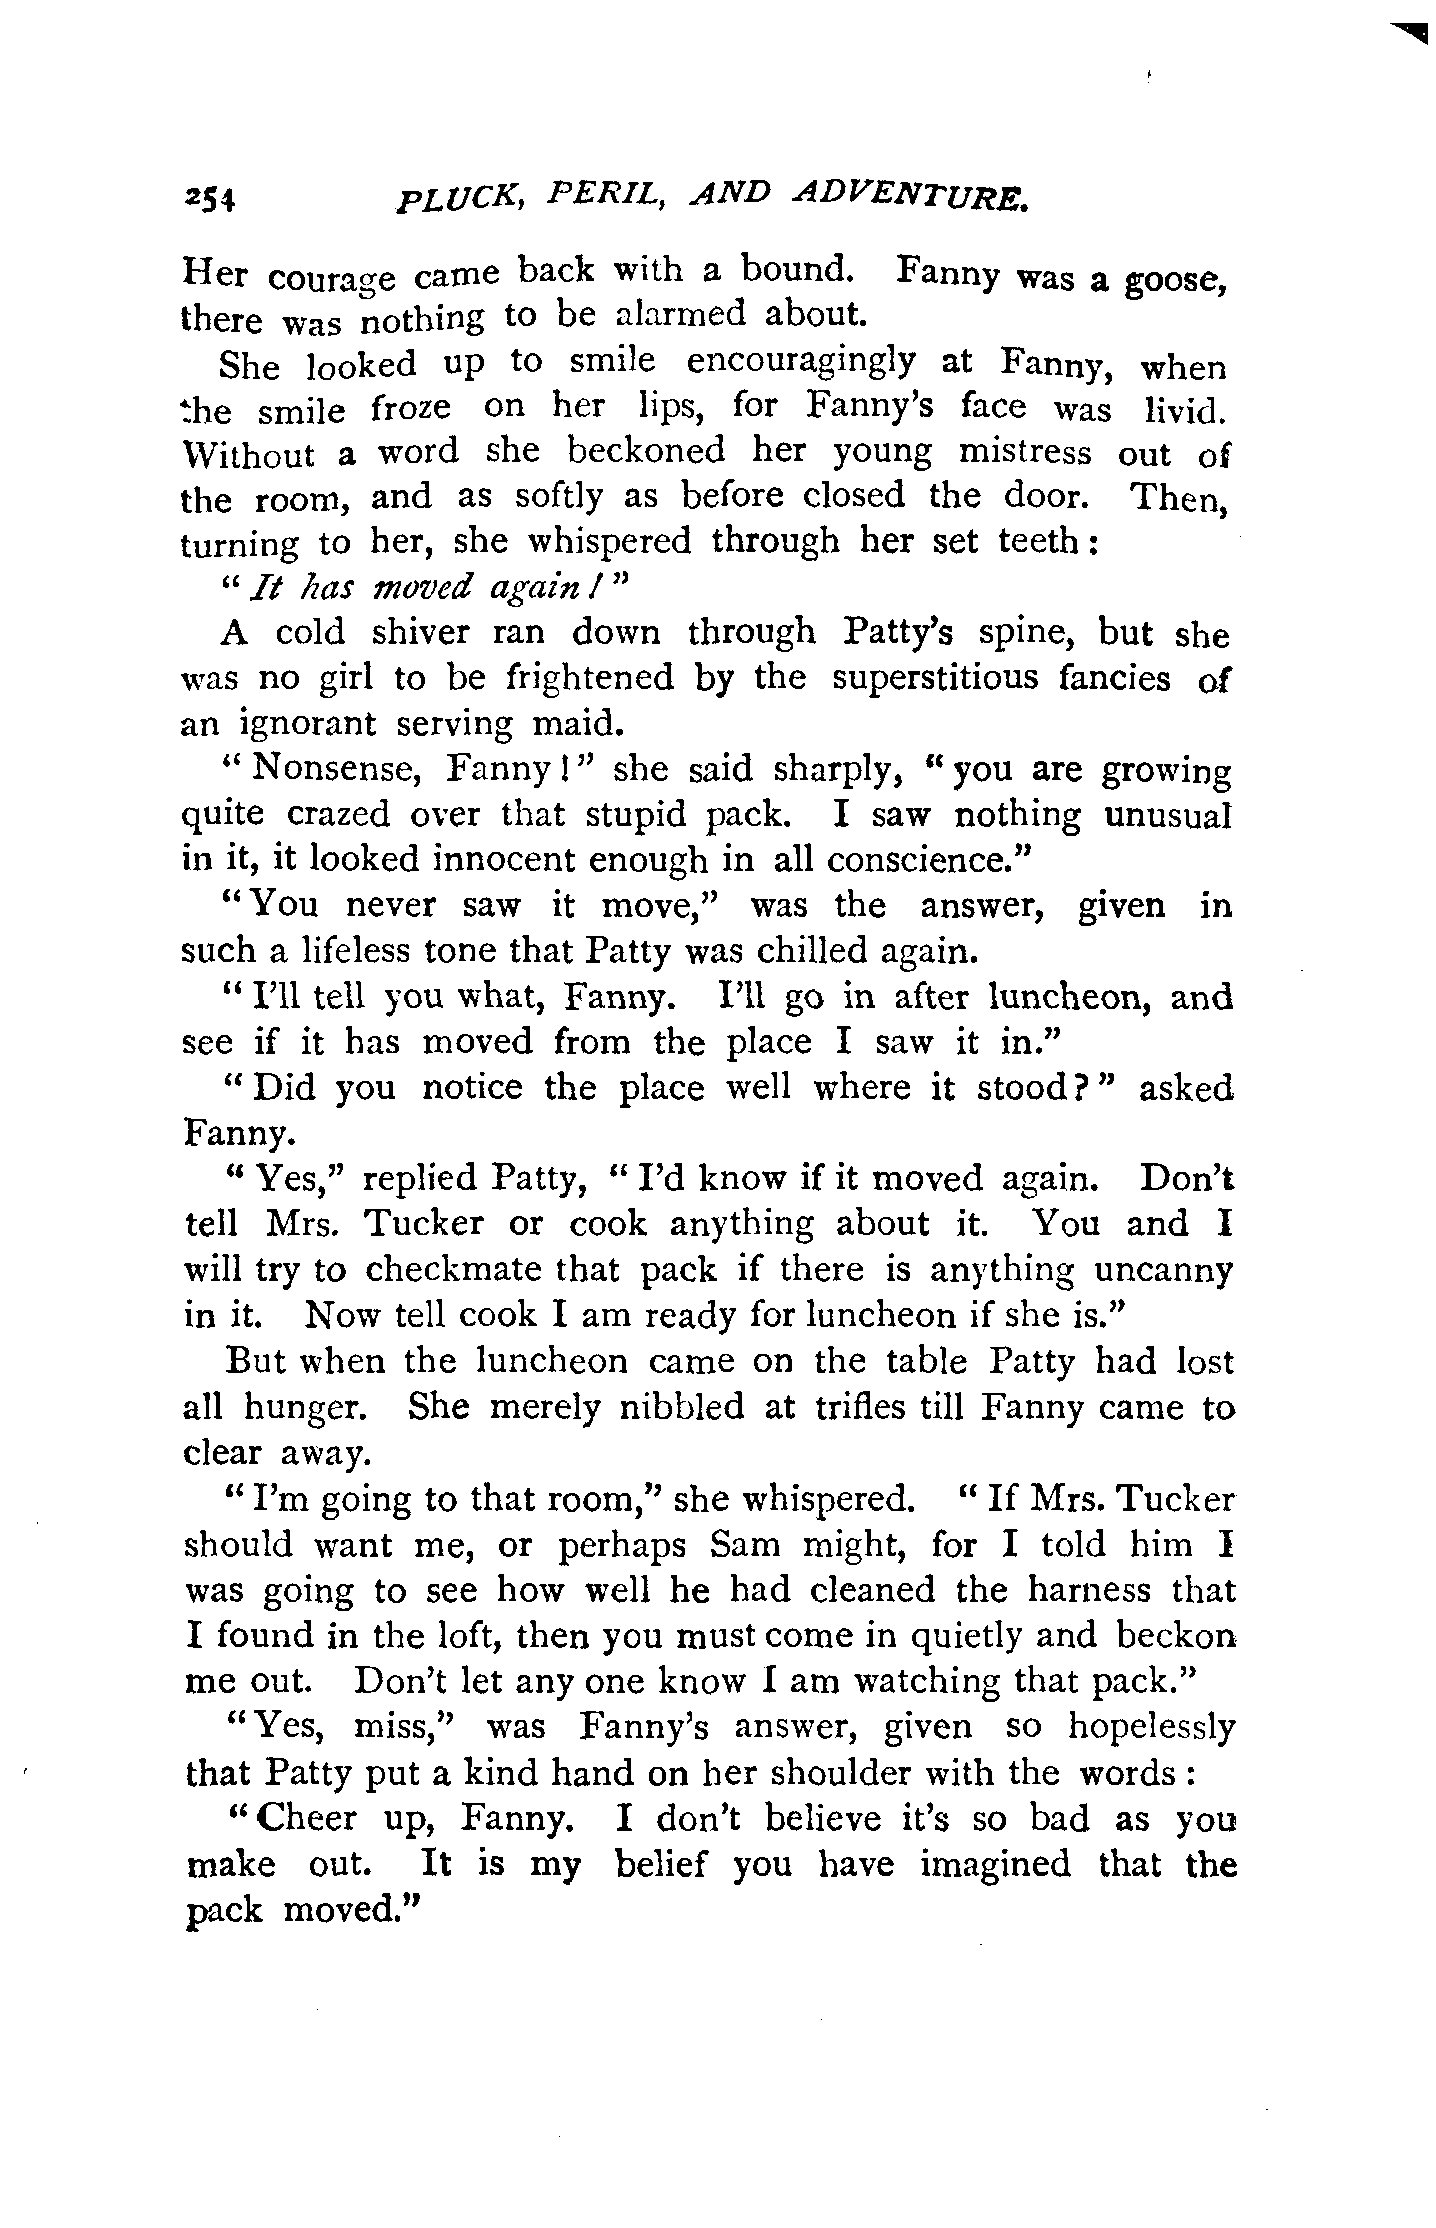 254 PLUCK, PERIL, AND ADVENTURE.
Her courage came back with a bound. Fanny was a goose,
there was nothing to be alarmed about.
She looked up to smile encouragingly at Fanny, when
the smile froze on her lips, for Fanny's face was livid.
Without a word she beckoned her young mistress out of
the room, and as softly as before closed the door. Then,
turning to her, she whispered through her set teeth :
“ It has moved again ! ”
A cold shiver ran down through Patty's spine, but she
was no girl to be frightened by the superstitious fancies of
an ignorant serving maid.
“ Nonsense, Fanny ! ” she said sharply, “ you are growing
quite crazed over that stupid pack. I saw nothing unusual
in it, it looked innocent enough in all conscience.”
“ You never saw it move,” was the answer, given in
such a lifeless tone that Patty was chilled again.
“ I'll tell you what, Fanny. I'll go in after luncheon, and
see if it has moved from the place I saw it in.”
“ Did you notice the place well where it stood ? ” asked
Fanny.
“ Yes,” replied Patty, “ I'd know if it moved again. Don't
tell Mrs. Tucker or cook anything about it. You and I
will try to checkmate that pack if there is anything uncanny
in it. Now tell cook I am ready for luncheon if she is.”
But when the luncheon came on the table Patty had lost
all hunger. She merely nibbled at trifles till Fanny came to
clear away.
“ I'm going to that room,” she whispered. “ If Mrs. Tucker
should want me, or perhaps Sam might, for I told him I
was going to see how well he had cleaned the harness that
I found in the loft, then you must come in quietly and beckon
me out. Don't let any one know I am watching that pack.”
“ Yes, miss,” was Fanny's answer, given so hopelessly
that Patty put a kind hand on her shoulder with the words :
“ Cheer up, Fanny. I don't believe it's so bad as you
make out. It is my belief you have imagined that the
pack moved.”